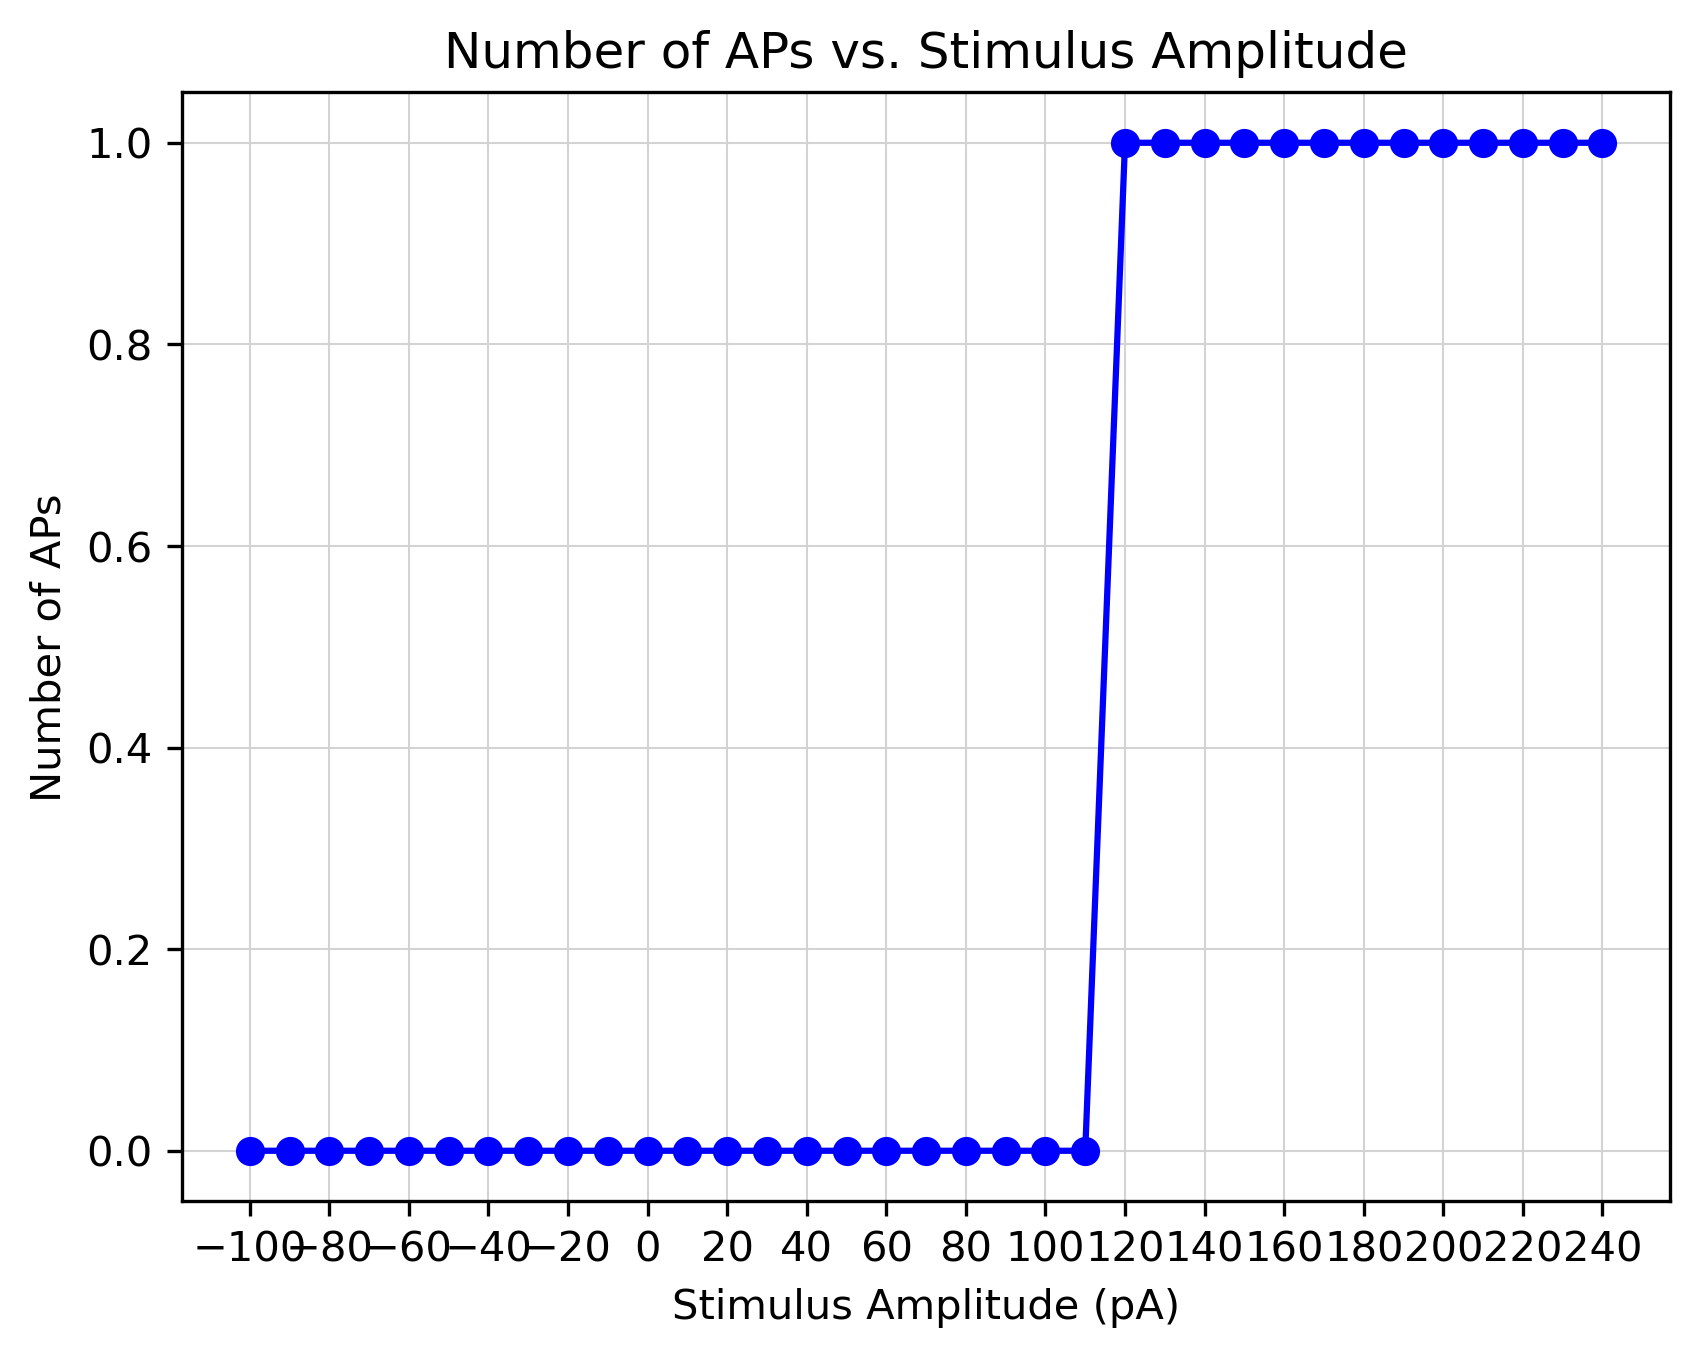 Number of APs vs. Stimulus Amplitude
1.0
0.8
0.6
0.4
0.2
0.0
Number of APs
−100 −80 −60 −40 −20 0 20 40 60 80 100 120 140 160 180 200 220 240
Stimulus Amplitude (pA)